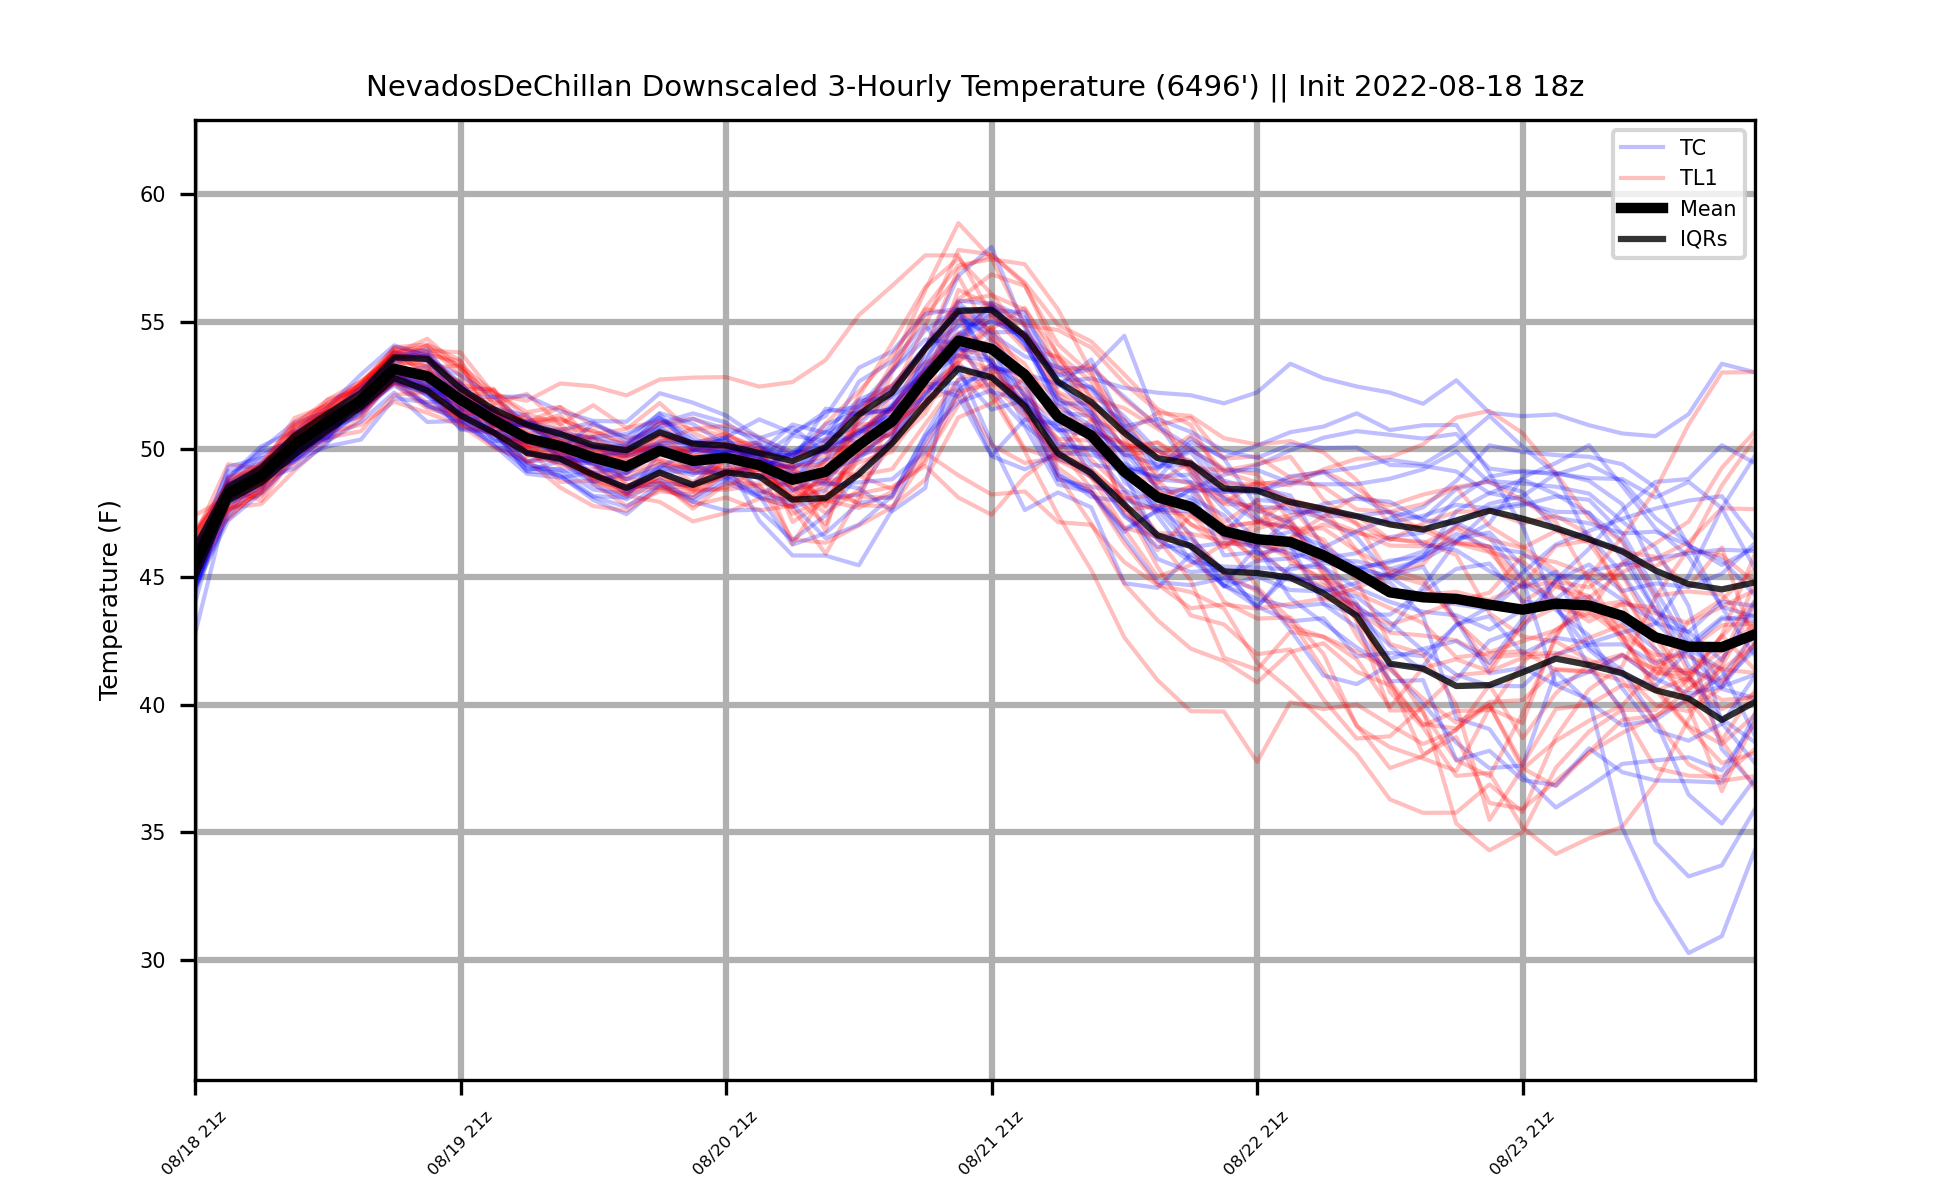 NevadosDeChillan Downscaled 3-Hourly Temperature (6496') || Init 2022-08-18 18z
TC
TL1
Mean
IQRs
Temperature (F)
60
55
50
45
40
35
30
08/18 21z
08/19 21z
08/20 21z
08/21 21z
08/22 21z
08/23 21z